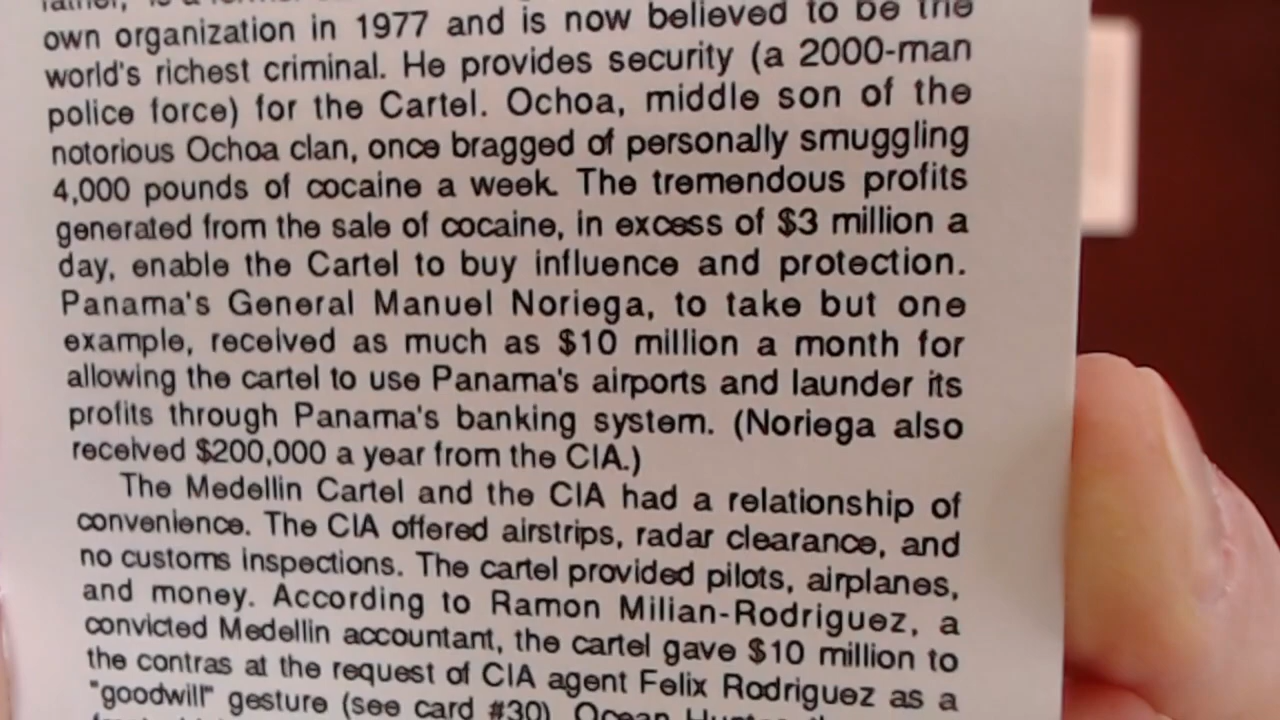 own organization in 1977 and is now believed to be the
world's richest criminal. He provides security (a 2000-man
police force) for the Cartel. Ochoa, middle son of the
notorious Ochoa clan, once bragged of personally smuggling
4,000 pounds of cocaine a week. The tremendous profits
generated from the sale of cocaine, in excess of $3 million a
day, enable the Cartel to buy influence and protection.
Panama's General Manuel Noriega, to take but one
example, received as much as $10 million a month for
allowing the cartel to use Panama's airports and launder its
profits through Panama's banking system. (Noriega also
received $200,000 a year from the CIA.)
The Medellin Cartel and the CIA had a relationship of
convenience. The CIA offered airstrips, radar clearance, and
no customs inspections. The cartel provided pilots, airplanes,
and money. According to Ramon Milian-Rodriguez, a
convicted Medellin accountant, the cartel gave $10 million to
the contras at the request of CIA agent Felix Rodriguez as a
"goodwill" gesture (see card #30). Ocean